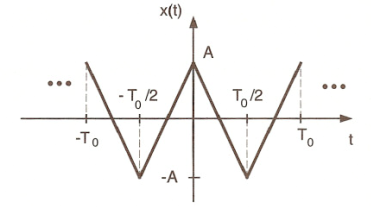 x(t)
A
••• - T₀/2 T₀/2 •••
-T₀ T₀ t
-A